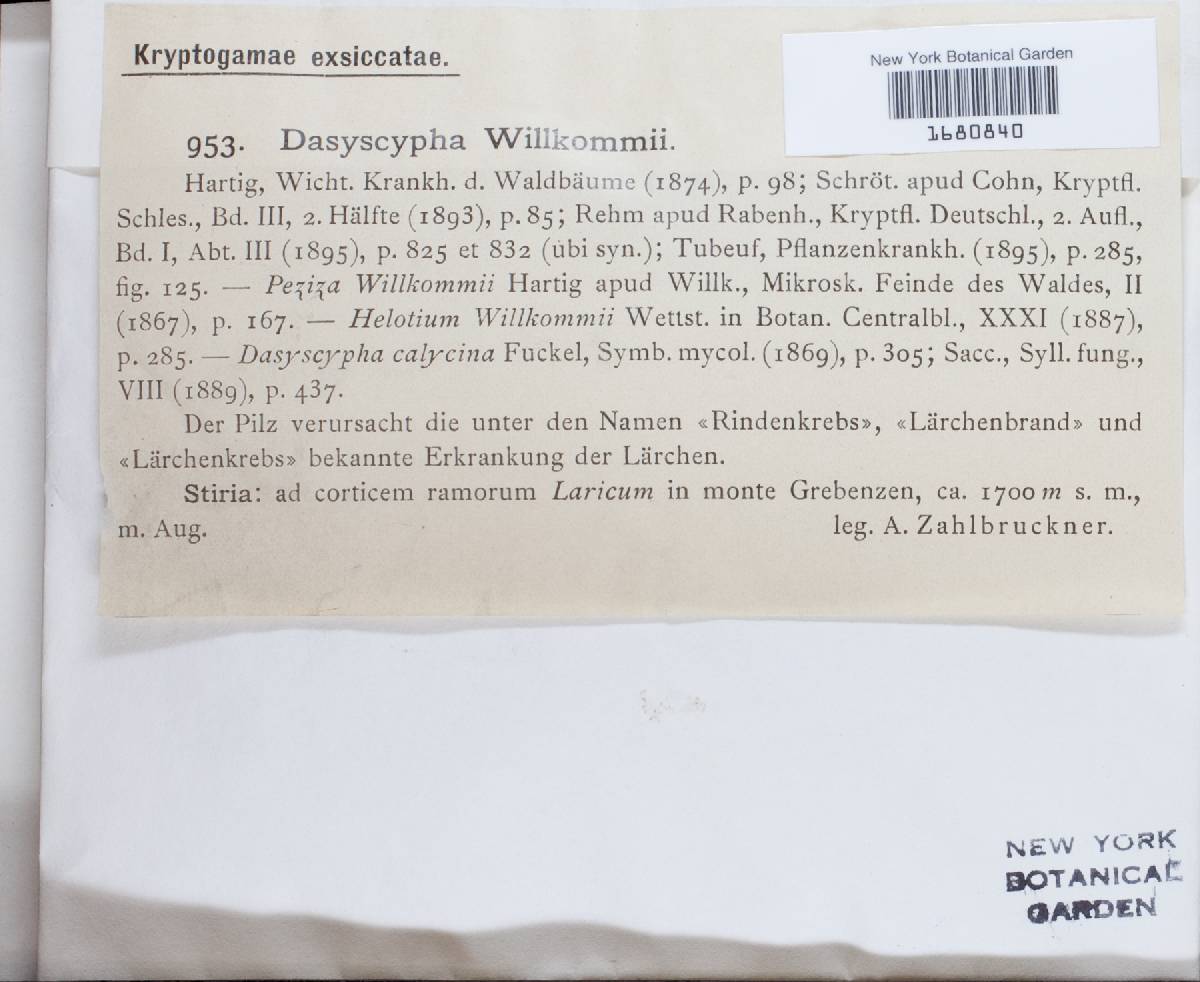 Kryptogamae exsiccatae.
New York Botanical Garden
1680840
953. Dasyscypha Willkommii.
Hartig, Wicht. Krankh. d. Waldbäume (1874), p. 98; Schröt. apud Cohn, Kryptfl.
Schles., Bd. III, 2. Hälfte (1893), p. 85; Rehm apud Rabenh., Kryptfl. Deutschl., 2. Aufl.,
Bd. I, Abt. III (1895), p. 825 et 832 (ubi syn.); Tubeuf, Pflanzenkrankh. (1895), p. 285,
fig. 125. — Peziza Willkommii Hartig apud Willk., Mikrosk. Feinde des Waldes, II
(1867), p. 167. — Helotium Willkommii Wettst. in Botan. Centralbl., XXXI (1887),
p. 285. — Dasyscypha calycina Fuckel, Symb. mycol. (1869), p. 305; Sacc., Syll. fung.,
VIII (1889), p. 437.
Der Pilz verursacht die unter den Namen «Rindenkrebs», «Lärchenbrand» und
«Lärchenkrebs» bekannte Erkrankung der Lärchen.
Stiria: ad corticem ramorum Laricum in monte Grebenzen, ca. 1700 m s. m.,
m. Aug. leg. A. Zahlbruckner.
NEW YORK
BOTANICAL
GARDEN